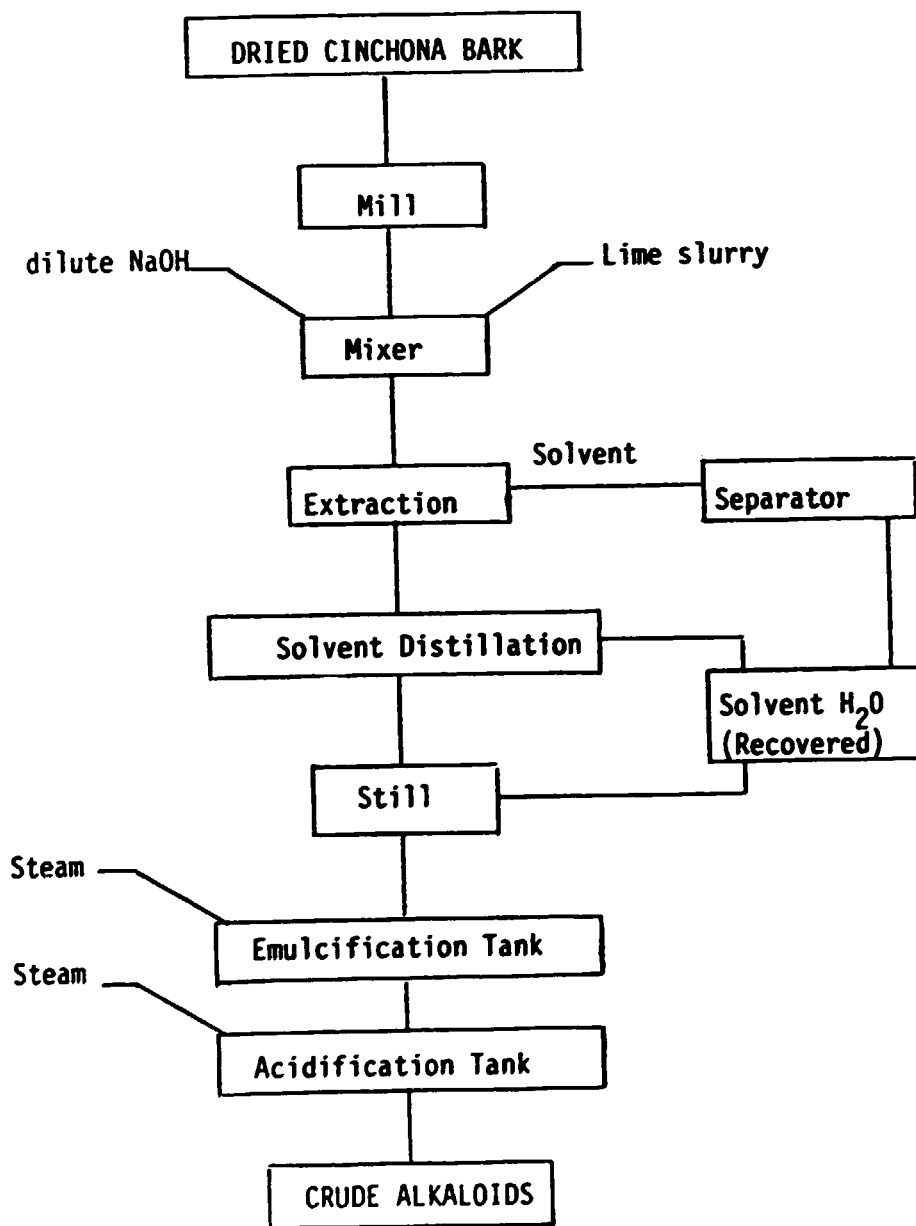 DRIED CINCHONA BARK
Mill
dilute NaOH
Lime slurry
Mixer
Solvent
Extraction
Separator
Solvent Distillation
Solvent H₂O
(Recovered)
Still
Steam
Emulcification Tank
Steam
Acidification Tank
CRUDE ALKALOIDS